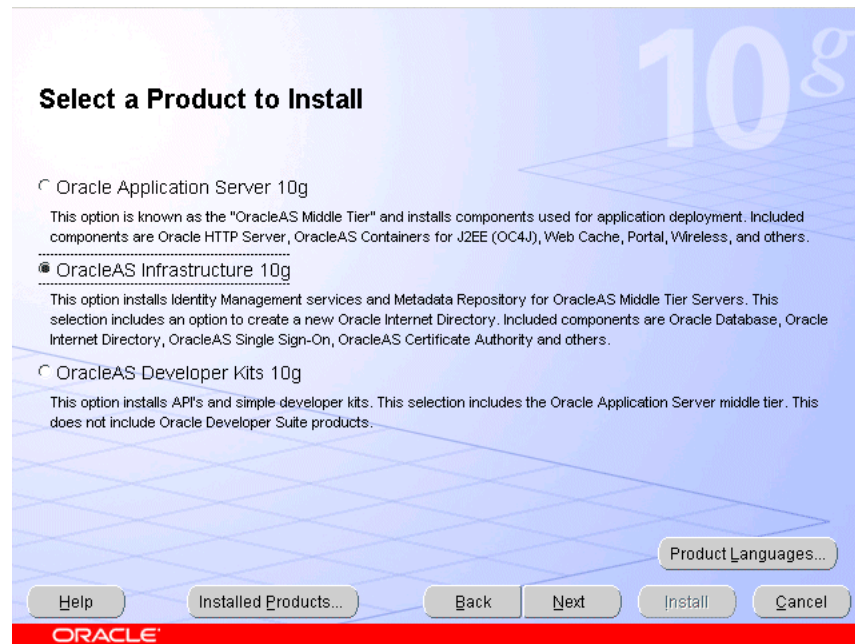 10g
Select a Product to Install
Oracle Application Server 10g
This option is known as the "OracleAS Middle Tier" and installs components used for application deployment. Included
components are Oracle HTTP Server, OracleAS Containers for J2EE (OC4J), Web Cache, Portal, Wireless, and others.
OracleAS Infrastructure 10g
This option installs Identity Management services and Metadata Repository for OracleAS Middle Tier Servers. This
selection includes an option to create a new Oracle Internet Directory. Included components are Oracle Database, Oracle
Internet Directory, OracleAS Single Sign-On, OracleAS Certificate Authority and others.
OracleAS Developer Kits 10g
This option installs API's and simple developer kits. This selection includes the Oracle Application Server middle tier. This
does not include Oracle Developer Suite products.
Product Languages...
Help Installed Products... Back Next Install Cancel
ORACLE